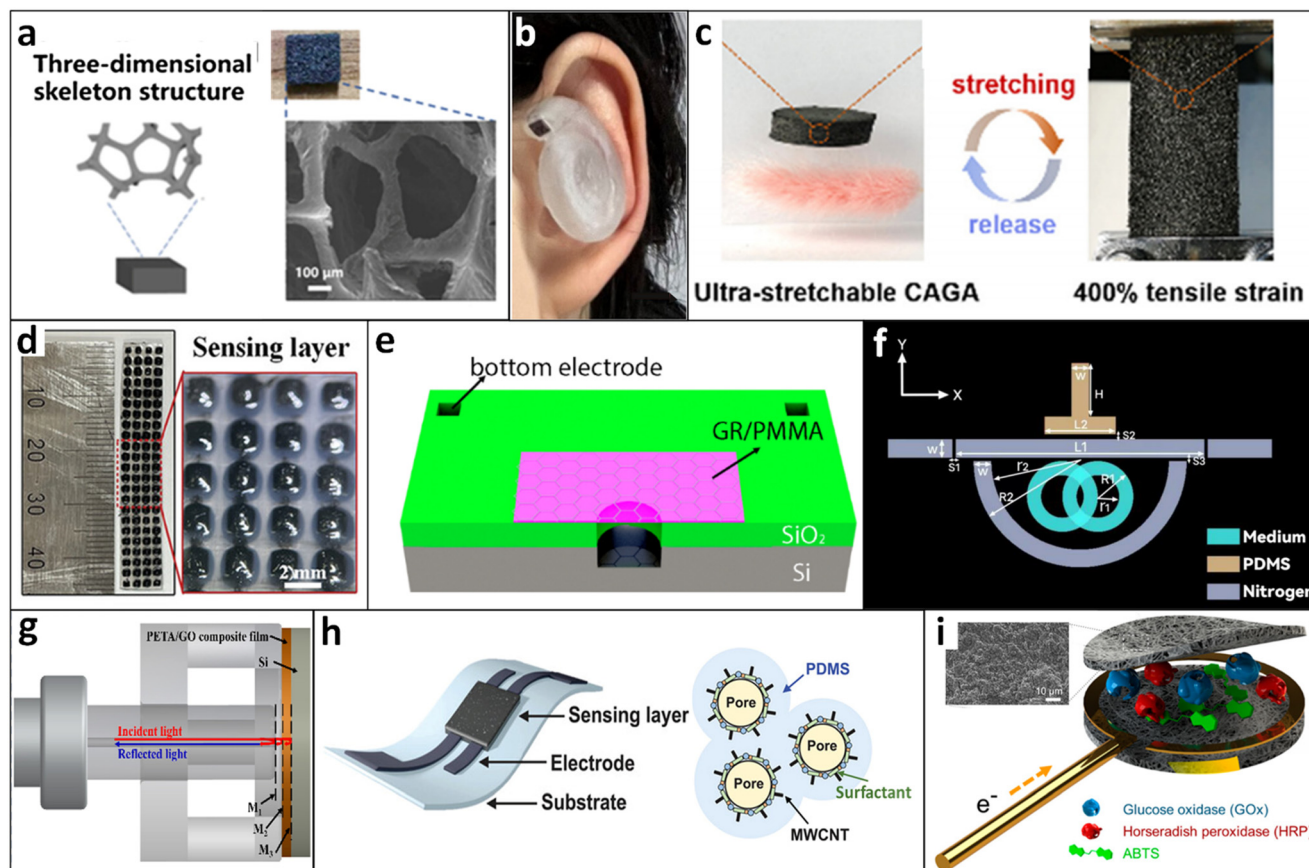 a
Three-dimensional
skeleton structure
100 µm
b
c
stretching
release
Ultra-stretchable CAGA
400% tensile strain
d
Sensing layer
10
20
30
40
2 mm
e
bottom electrode
GR/PMMA
SiO₂
Si
f
Y
X
W
H
L2
S2
W
L1
S1
S3
W
r2
R2
R1
r1
Medium
PDMS
Nitrogen
g
PETA/GO composite film
Si
Incident light
Reflected light
M₁
M₂
M₃
h
Sensing layer
Electrode
Substrate
PDMS
Pore
Pore
Pore
Surfactant
MWCNT
i
10 µm
e⁻
Glucose oxidase (GOx)
Horseradish peroxidase (HRP)
ABTS